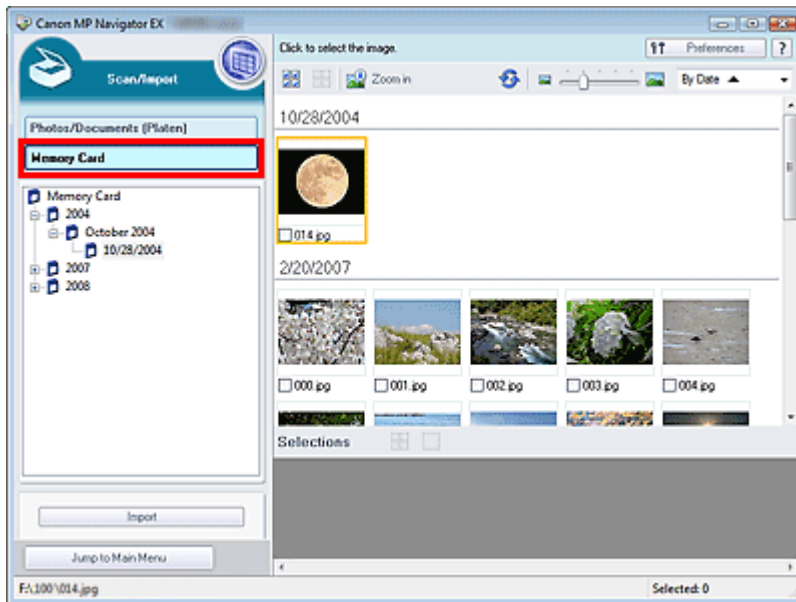 Canon MP Navigator EX
Scan/Import
Photos/Documents (Platen)
Memory Card
Memory Card
2004
October 2004
10/28/2004
2007
2008
Import
Jump to Main Menu
Click to select the image.
Preferences
?
Zoom in
By Date
10/28/2004
014.jpg
2/20/2007
000.jpg
001.jpg
002.jpg
003.jpg
004.jpg
Selections
F:\100\014.jpg
Selected: 0